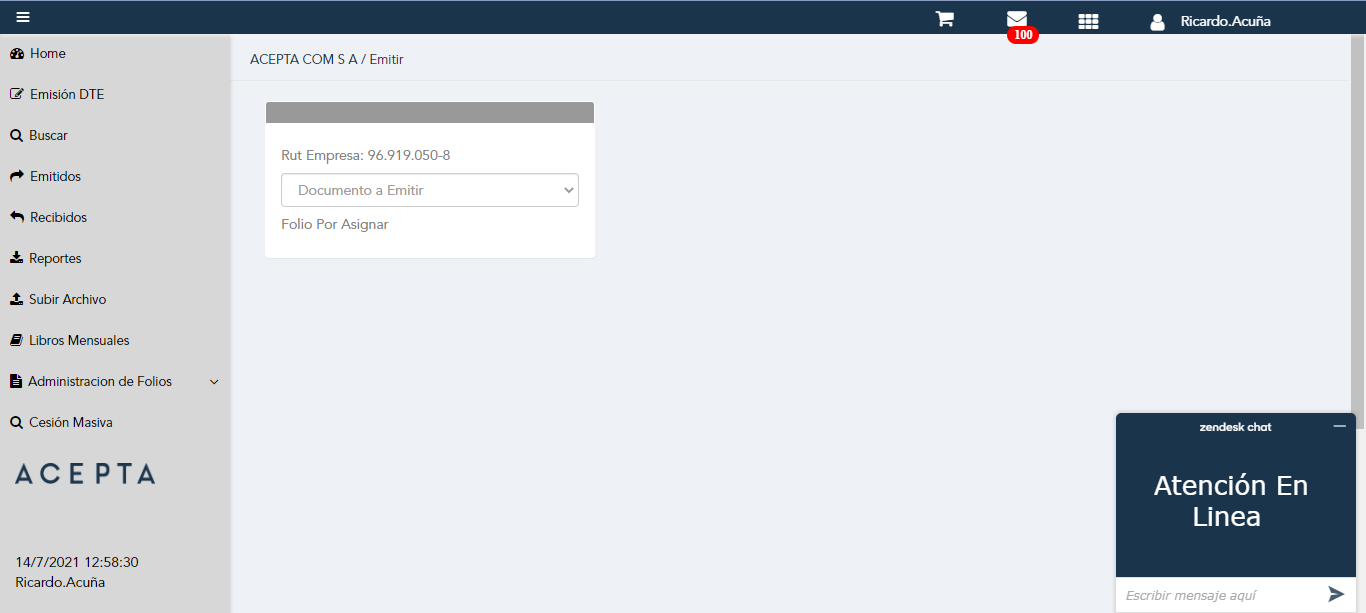 Ricardo.Acuña
100
Home
Emisión DTE
Buscar
Emitidos
Recibidos
Reportes
Subir Archivo
Libros Mensuales
Administracion de Folios
Cesión Masiva
ACEPTA
14/7/2021 12:58:30
Ricardo.Acuña
ACEPTA COM S A / Emitir
Rut Empresa: 96.919.050-8
Documento a Emitir
Folio Por Asignar
zendesk chat
Atención En
Linea
Escribir mensaje aquí